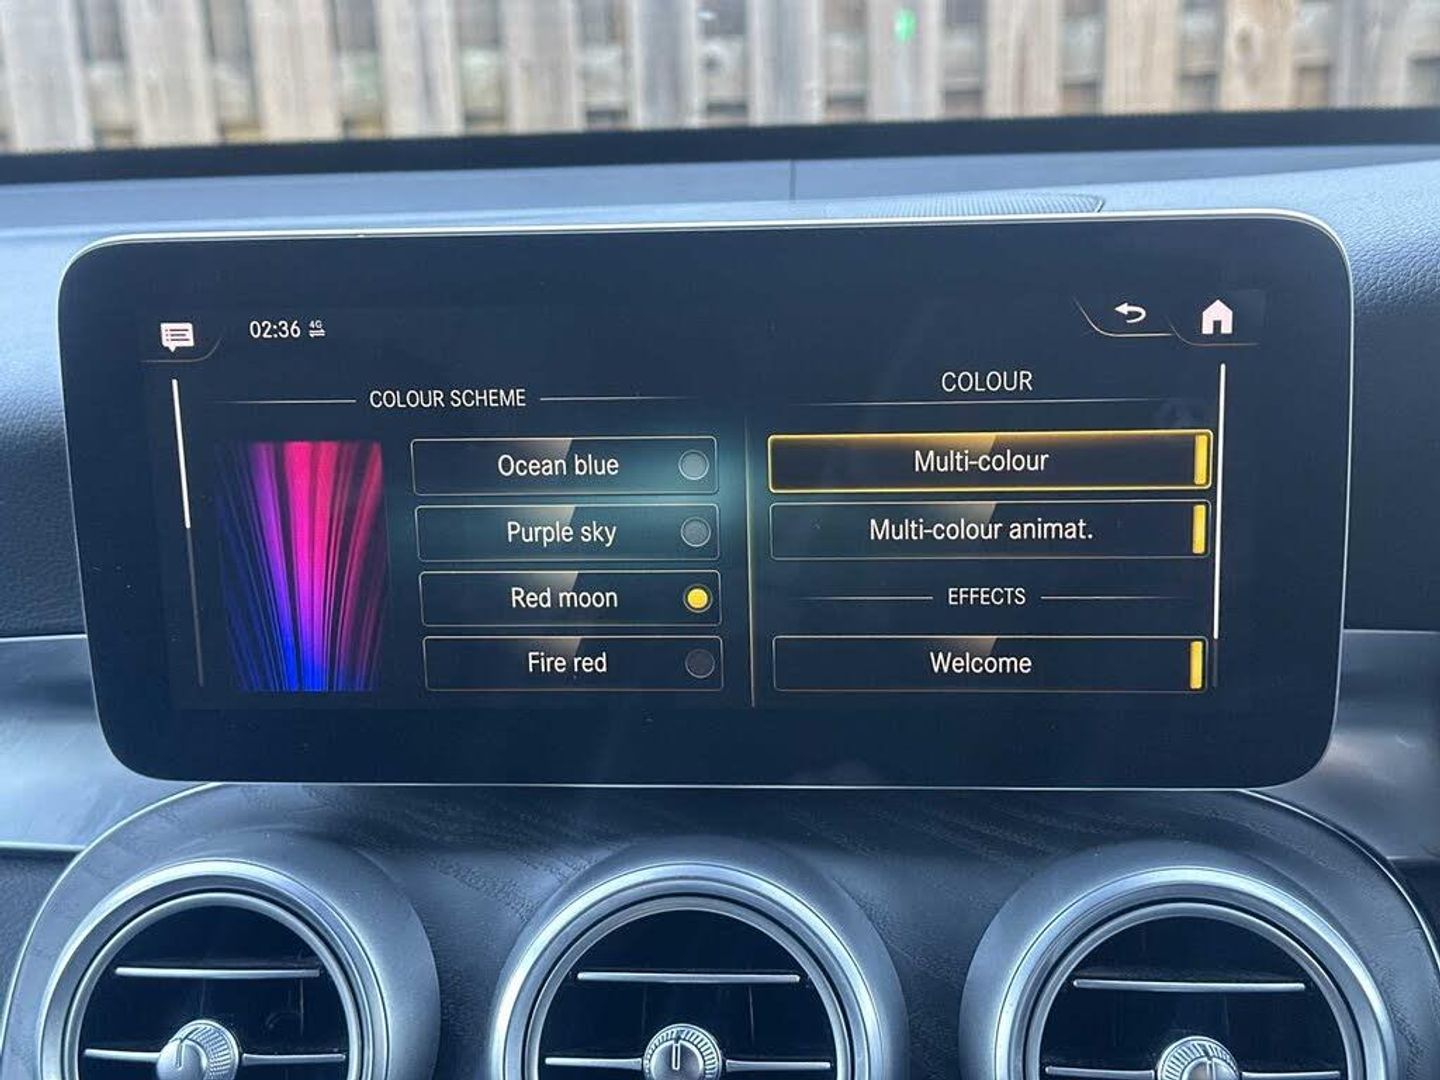 02:36 4G
COLOUR SCHEME
Ocean blue
Purple sky
Red moon
Fire red
COLOUR
Multi-colour
Multi-colour animat.
EFFECTS
Welcome